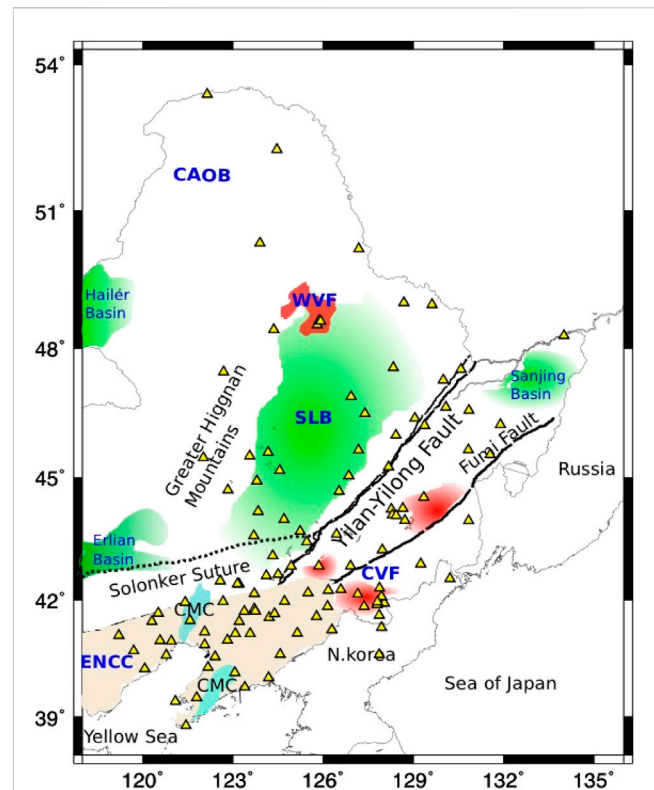 54°
51°
48°
45°
42°
39°
CAOB
Hailér
Basin
WVF
SLB
Greater Higgnan
Mountains
Yilan-Yilong Fault
Fumi Fault
Sanjing
Basin
Russia
Erlian
Basin
Solonker Suture
CMC
CVF
ENCC
CMC
N.korea
Sea of Japan
Yellow Sea
120°
123°
126°
129°
132°
135°